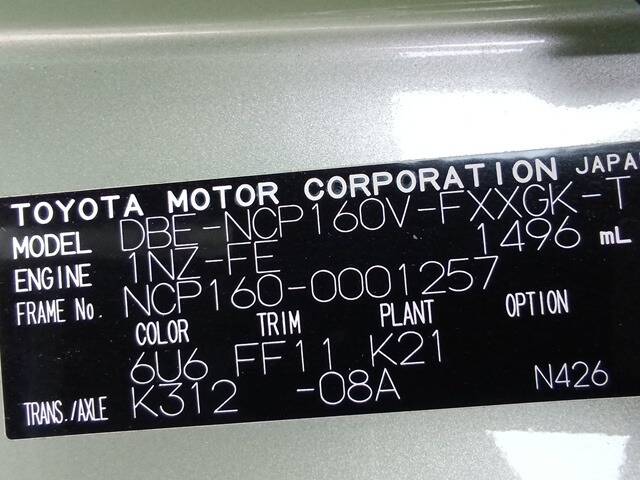 TOYOTA MOTOR CORPORATION JAPAN
MODEL DBE-NCP160V-FXXGK-T
ENGINE 1NZ-FE 1496 mL
FRAME No. NCP160-0001257
COLOR TRIM PLANT OPTION
6U6 FF11 K21
TRANS./AXLE K312 -08A N426